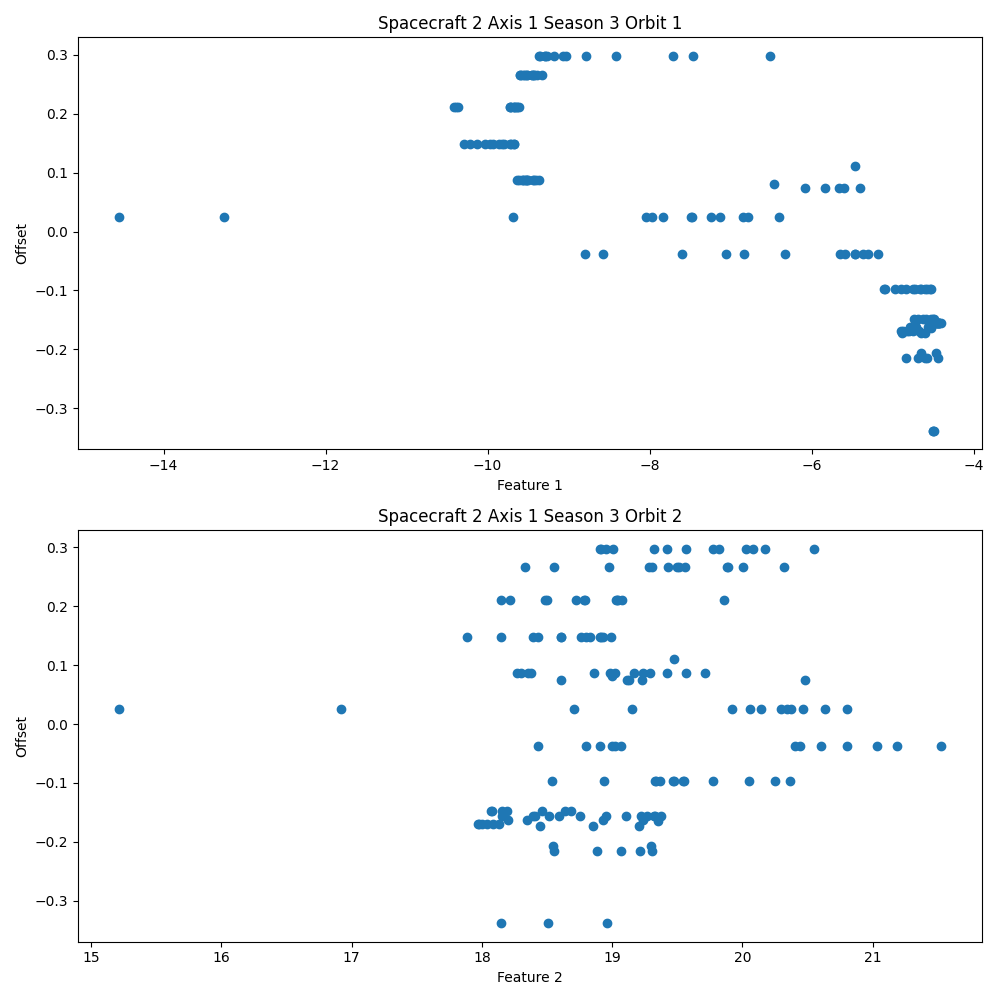 Spacecraft 2 Axis 1 Season 3 Orbit 1
0.3
0.2
0.1
0.0
−0.1
−0.2
−0.3
Offset
−14 −12 −10 −8 −6 −4
Feature 1
Spacecraft 2 Axis 1 Season 3 Orbit 2
0.3
0.2
0.1
0.0
−0.1
−0.2
−0.3
Offset
15 16 17 18 19 20 21
Feature 2